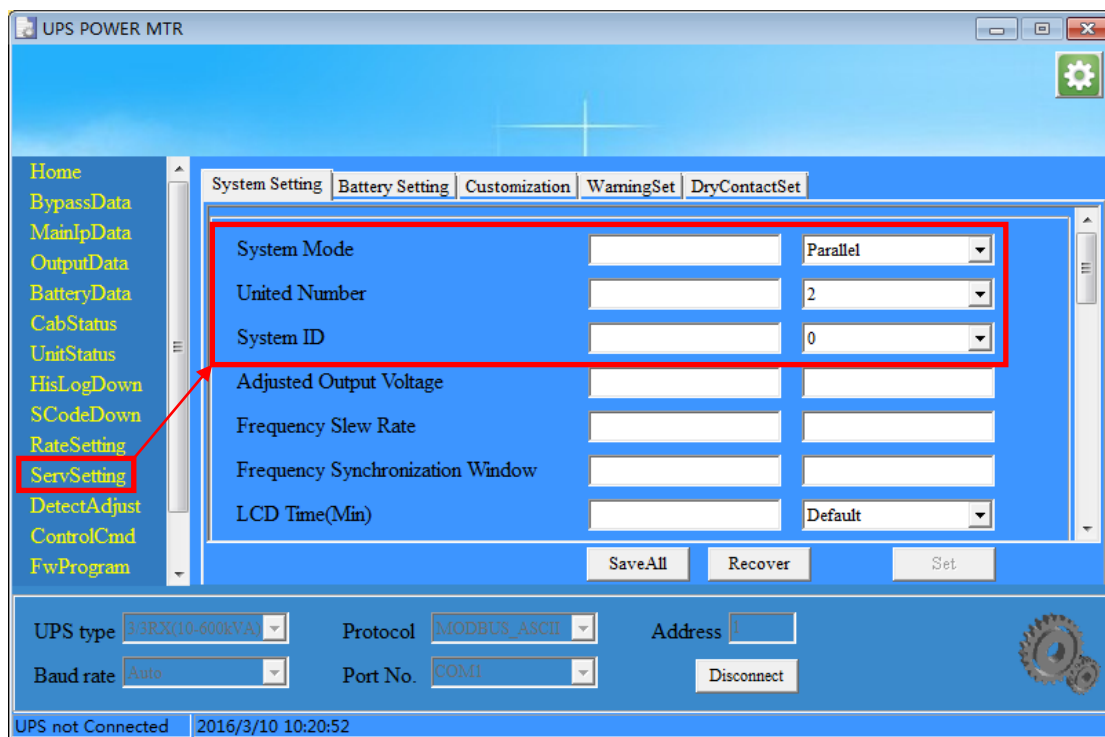 UPS POWER MTR
Home
BypassData
MainIpData
OutputData
BatteryData
CabStatus
UnitStatus
HisLogDown
SCodeDown
RateSetting
ServSetting
DetectAdjust
ControlCmd
FwProgram
System Setting Battery Setting Customization WarningSet DryContactSet
System Mode Parallel
United Number 2
System ID 0
Adjusted Output Voltage
Frequency Slew Rate
Frequency Synchronization Window
LCD Time(Min) Default
SaveAll Recover Set
UPS type 3/3RX(10-600kVA) Protocol MODBUS_ASCII Address 1
Baud rate Auto Port No. COM1 Disconnect
UPS not Connected 2016/3/10 10:20:52